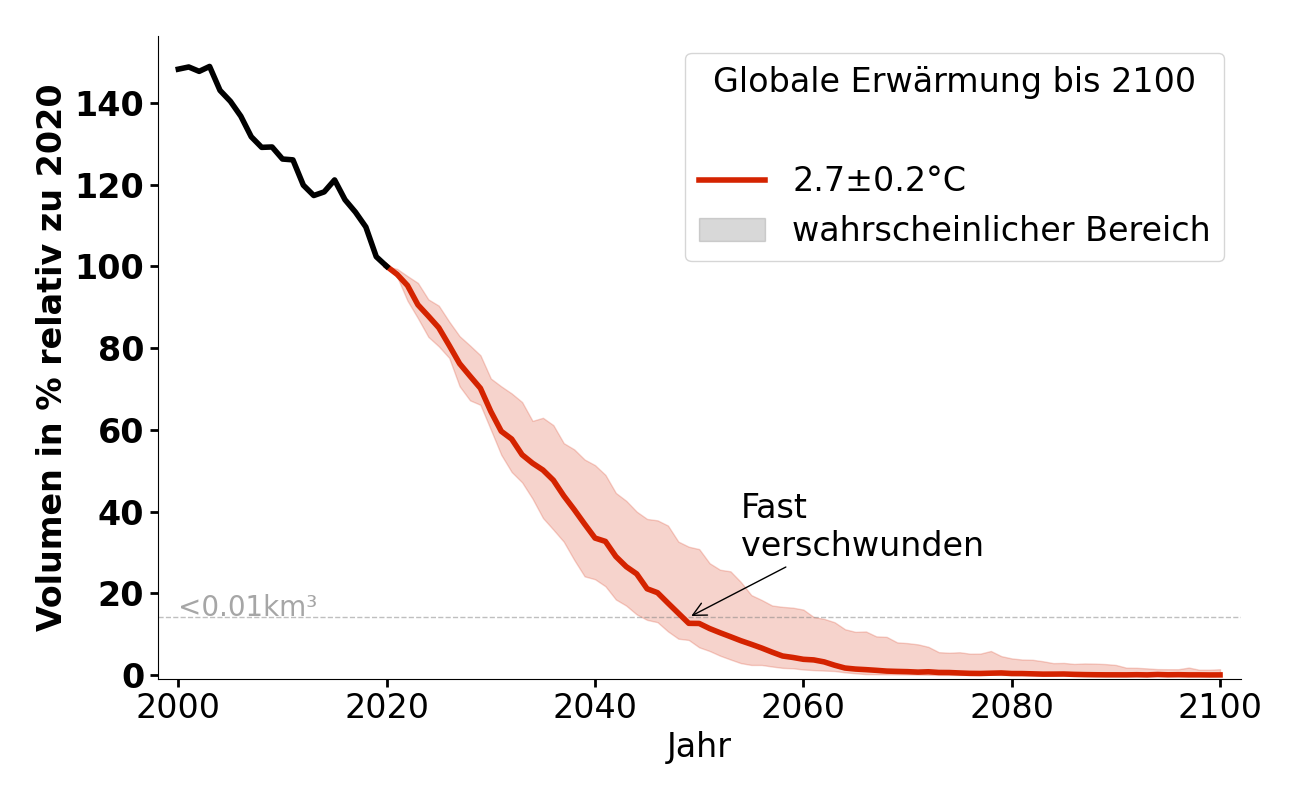 Globale Erwärmung bis 2100
2.7±0.2°C
wahrscheinlicher Bereich
Volumen in % relativ zu 2020
140
120
100
80
60
40
20
0
Fast
verschwunden
<0.01km³
2000 2020 2040 2060 2080 2100
Jahr